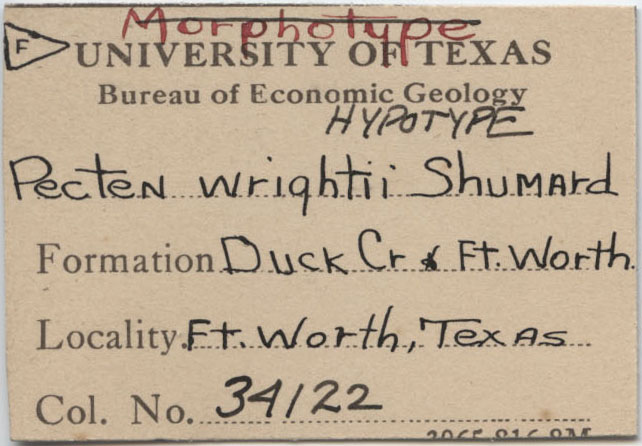 Morphotype
F
UNIVERSITY OF TEXAS
Bureau of Economic Geology
HYPOTYPE
Pecten wrightii Shumard
Formation Duck Cr & Ft. Worth
Locality Ft. Worth, Texas
Col. No. 34122